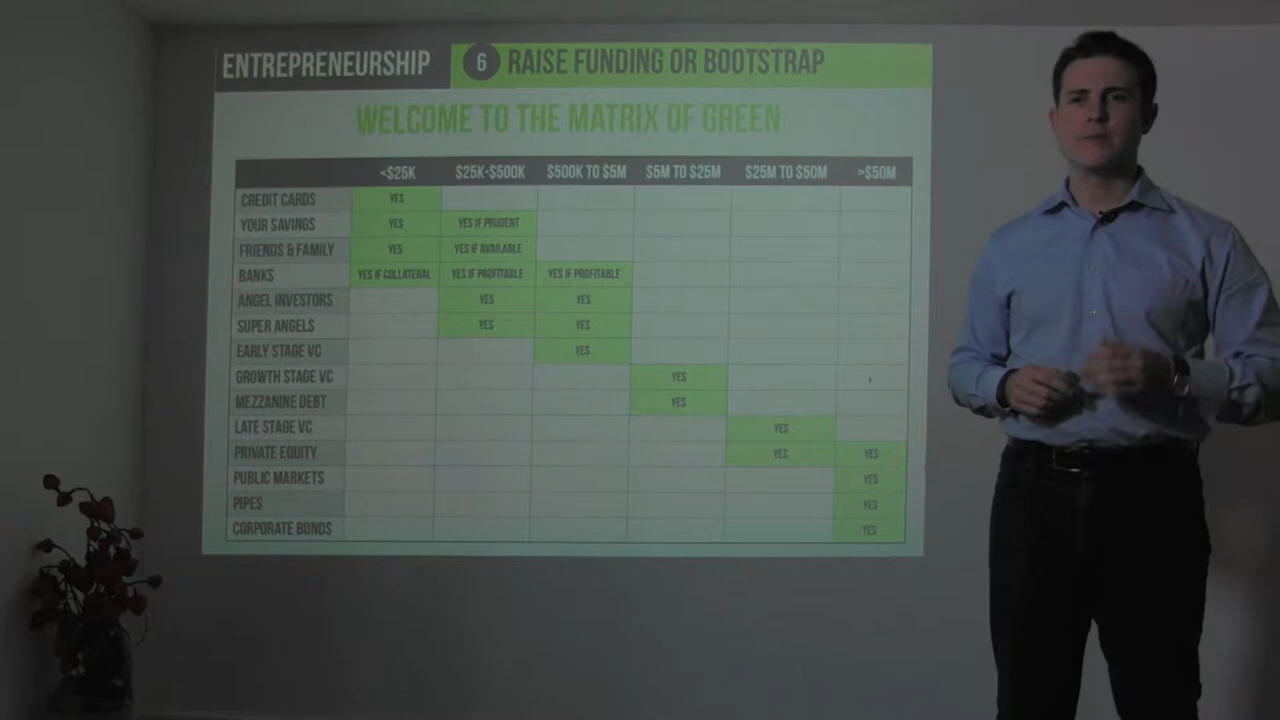 ENTREPRENEURSHIP 6 RAISE FUNDING OR BOOTSTRAP
WELCOME TO THE MATRIX OF GREEN
<$25K $25K-$500K $500K TO $5M $5M TO $25M $25M TO $50M >$50M
CREDIT CARDS YES
YOUR SAVINGS YES YES IF PRUDENT
FRIENDS & FAMILY YES YES IF AVAILABLE
BANKS YES IF COLLATERAL YES IF PROFITABLE YES IF PROFITABLE
ANGEL INVESTORS YES YES
SUPER ANGELS YES YES
EARLY STAGE VC YES
GROWTH STAGE VC YES
MEZZANINE DEBT YES
LATE STAGE VC YES
PRIVATE EQUITY YES YES
PUBLIC MARKETS YES
PIPES YES
CORPORATE BONDS YES